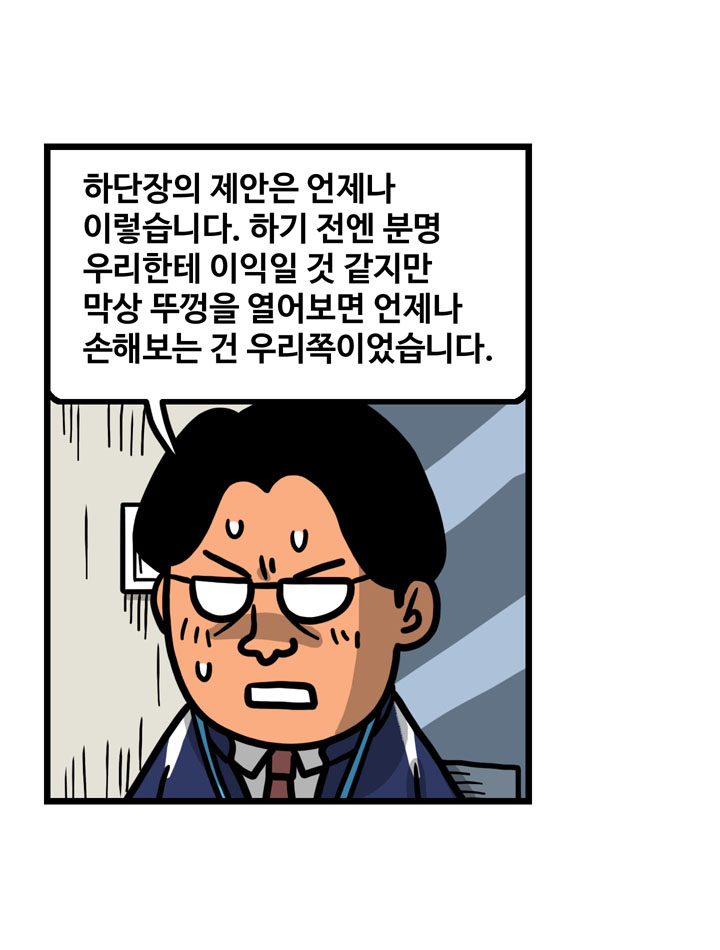 하단장의 제안은 언제나
이렇습니다. 하기 전엔 분명
우리한테 이익일 것 같지만
막상 뚜껑을 열어보면 언제나
손해보는 건 우리쪽이었습니다.